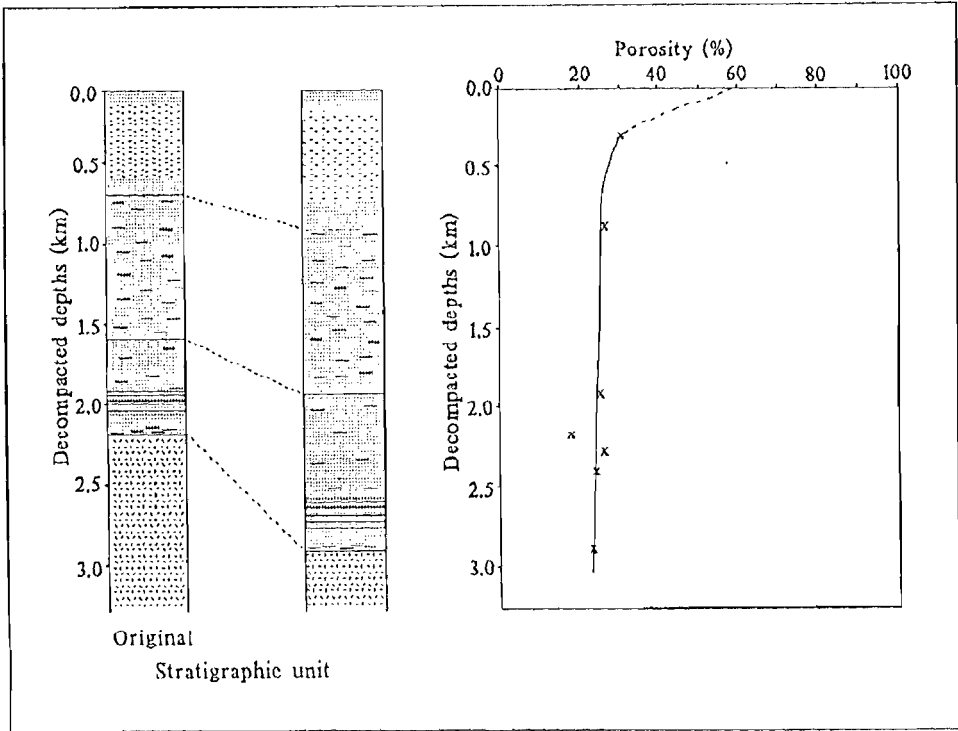 Decompacted depths (km)
0.0
0.5
1.0
1.5
2.0
2.5
3.0
Original
Stratigraphic unit
Porosity (%)
0 20 40 60 80 100
Decompacted depths (km)
0.0
0.5
1.0
1.5
2.0
2.5
3.0